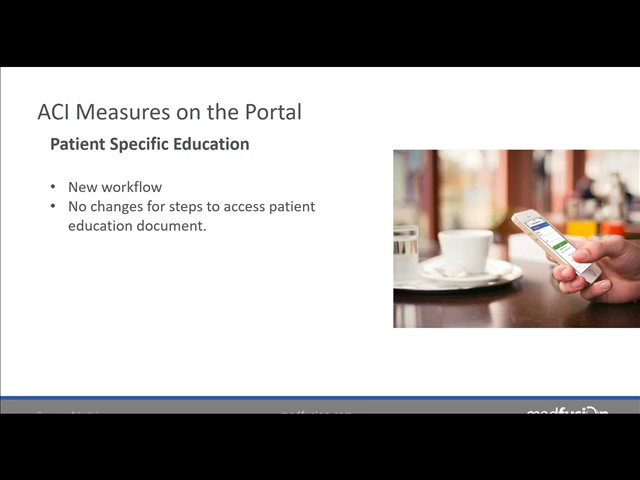 ACI Measures on the Portal
Patient Specific Education
• New workflow
• No changes for steps to access patient
education document.
medfusion